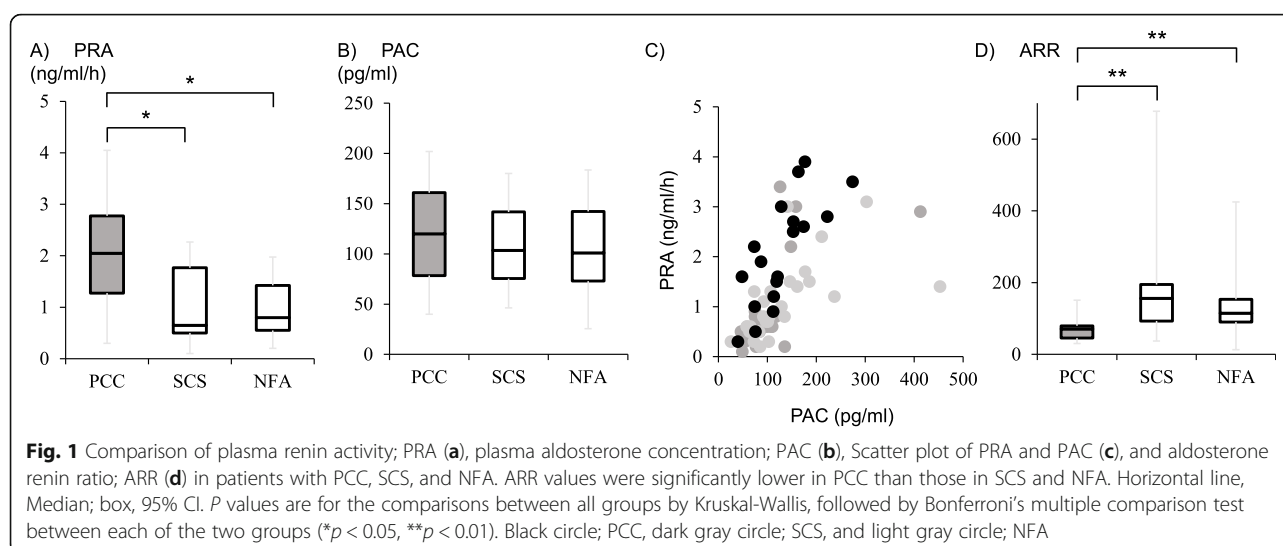 A) PRA
(ng/ml/h)
*
*
5
4
3
2
1
0
PCC SCS NFA
B) PAC
(pg/ml)
250
200
150
100
50
0
PCC SCS NFA
C)
PRA (ng/ml/h)
5
4
3
2
1
0
0 100 200 300 400 500
PAC (pg/ml)
D) ARR
**
**
600
400
200
0
PCC SCS NFA
Fig. 1 Comparison of plasma renin activity; PRA (a), plasma aldosterone concentration; PAC (b), Scatter plot of PRA and PAC (c), and aldosterone
renin ratio; ARR (d) in patients with PCC, SCS, and NFA. ARR values were significantly lower in PCC than those in SCS and NFA. Horizontal line,
Median; box, 95% CI. P values are for the comparisons between all groups by Kruskal-Wallis, followed by Bonferroni's multiple comparison test
between each of the two groups (*p < 0.05, **p < 0.01). Black circle; PCC, dark gray circle; SCS, and light gray circle; NFA